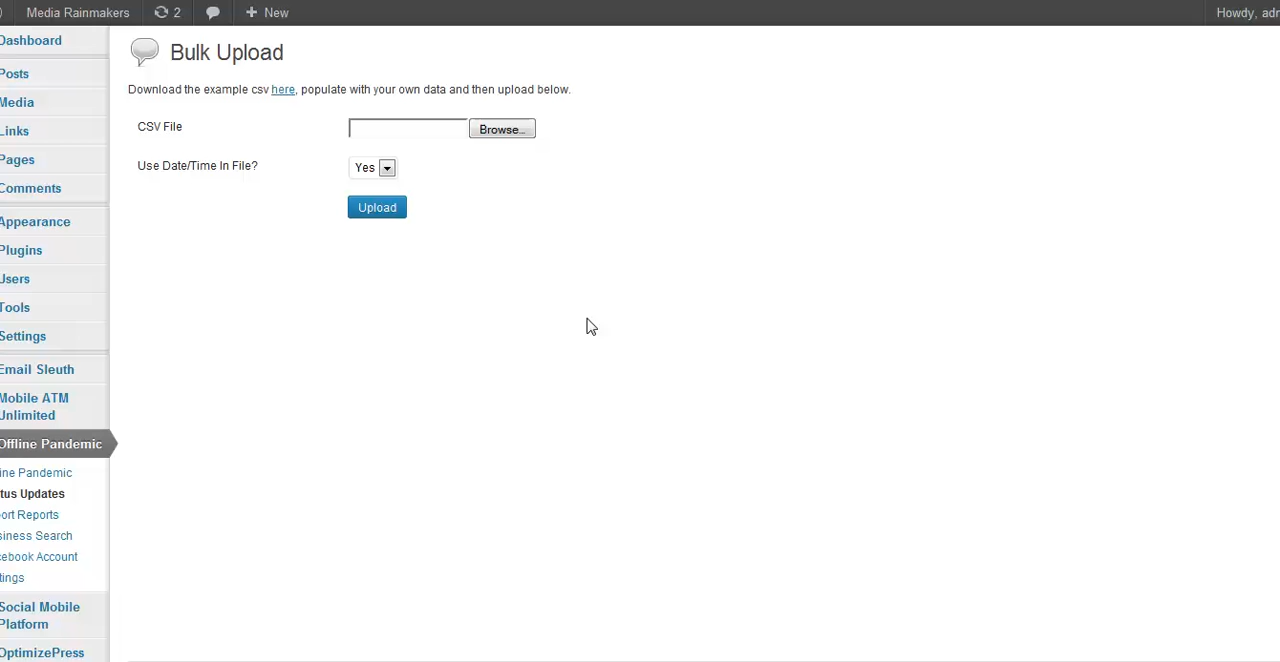 Media Rainmakers 2 + New Howdy, adr
Dashboard
Posts
Media
Links
Pages
Comments
Appearance
Plugins
Users
Tools
Settings
Email Sleuth
Mobile ATM
Unlimited
Offline Pandemic
ine Pandemic
tus Updates
ort Reports
siness Search
cebook Account
tings
Social Mobile
Platform
OptimizePress
Bulk Upload
Download the example csv here, populate with your own data and then upload below.
CSV File Browse...
Use Date/Time In File? Yes
Upload